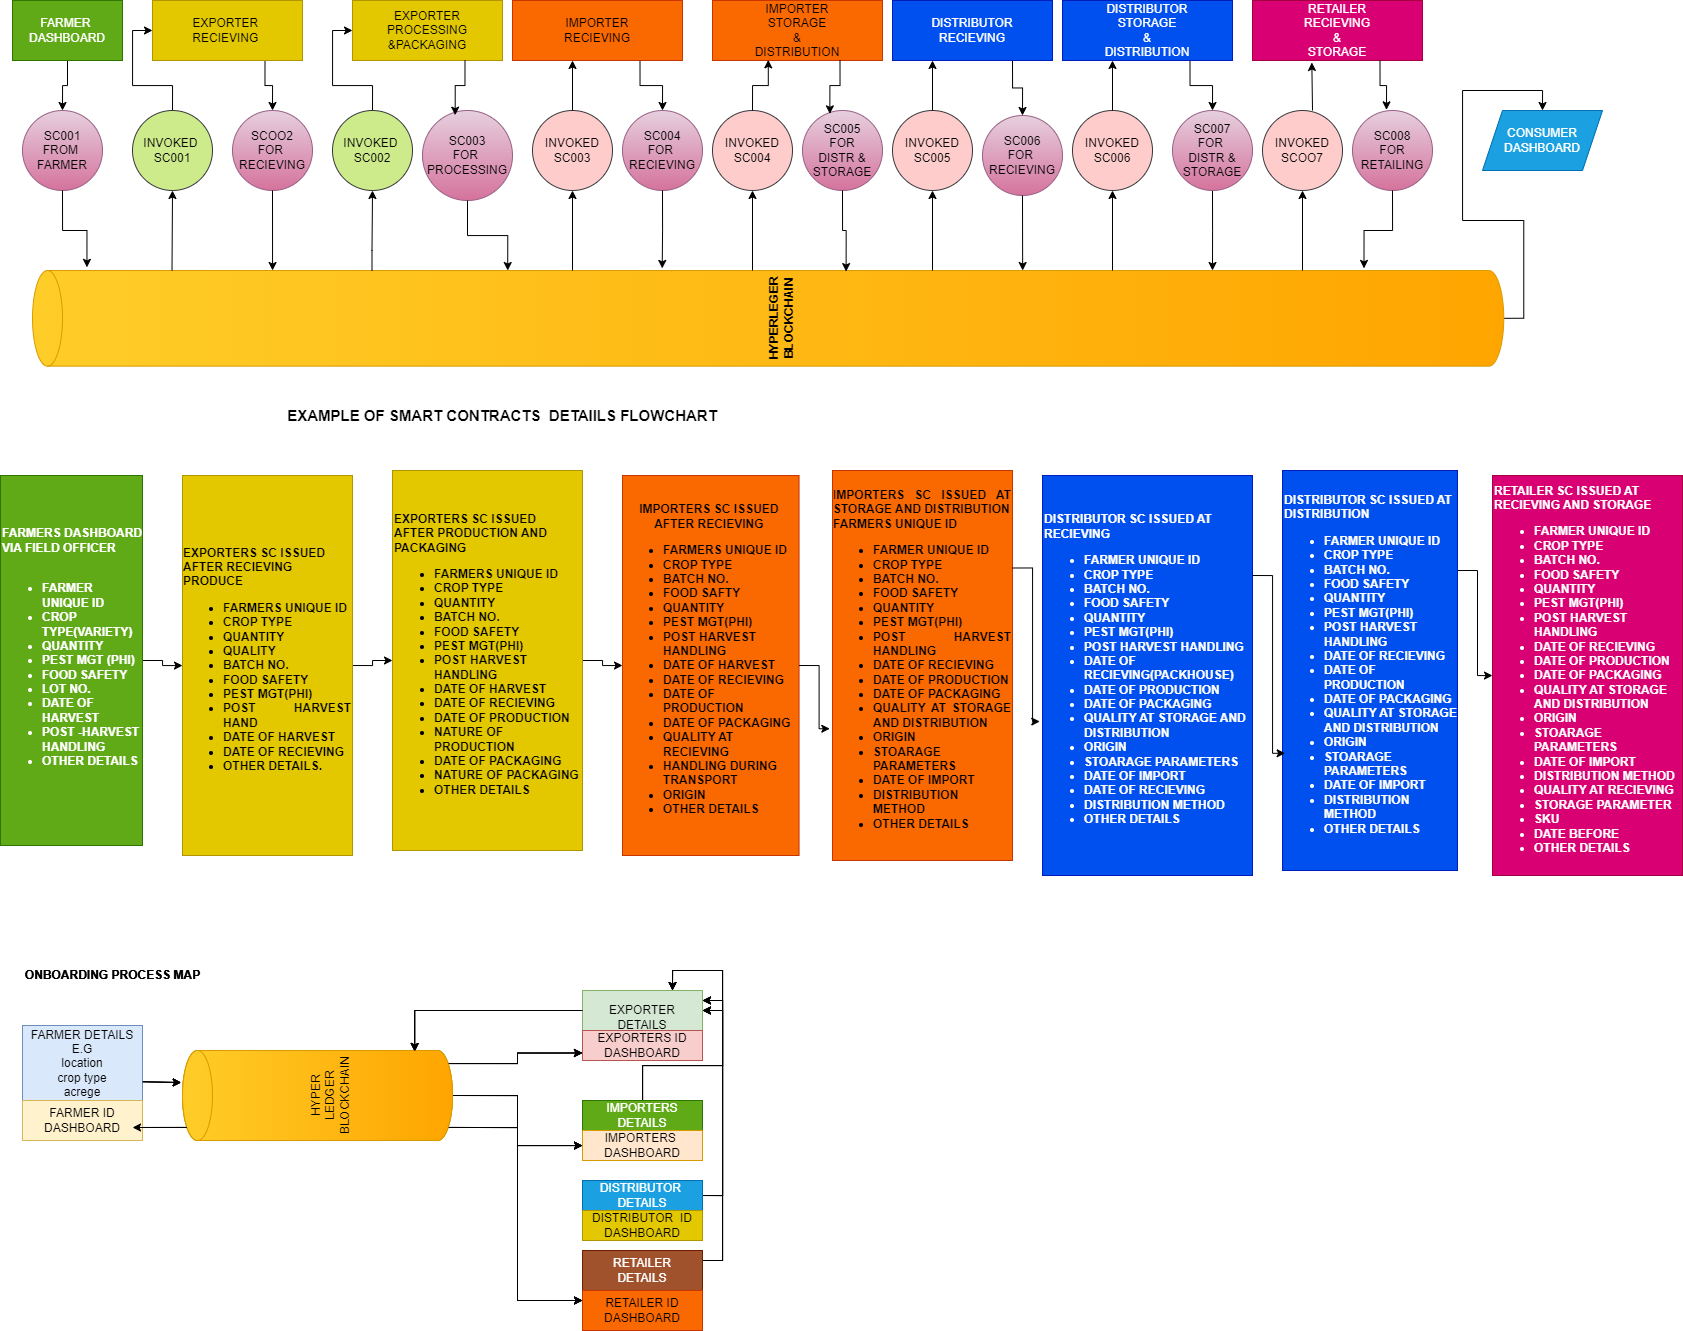 FARMER
DASHBOARD
EXPORTER
RECIEVING
EXPORTER
PROCESSING
&PACKAGING
IMPORTER
RECIEVING
IMPORTER
STORAGE
&
DISTRIBUTION
DISTRIBUTOR
RECIEVING
DISTRIBUTOR
STORAGE
&
DISTRIBUTION
RETAILER
RECIEVING
&
STORAGE
SC001
FROM
FARMER
INVOKED
SC001
SCOO2
FOR
RECIEVING
INVOKED
SC002
SC003
FOR
PROCESSING
INVOKED
SC003
SC004
FOR
RECIEVING
INVOKED
SC004
SC005
FOR
DISTR &
STORAGE
INVOKED
SC005
SC006
FOR
RECIEVING
INVOKED
SC006
SC007
FOR
DISTR &
STORAGE
INVOKED
SCOO7
SC008
FOR
RETAILING
CONSUMER
DASHBOARD
HYPERLEGER
BLOCKCHAIN
EXAMPLE OF SMART CONTRACTS  DETAIILS FLOWCHART
FARMERS DASHBOARD
VIA FIELD OFFICER
• FARMER
UNIQUE ID
• CROP
TYPE(VARIETY)
• QUANTITY
• PEST MGT (PHI)
• FOOD SAFETY
• LOT NO.
• DATE OF
HARVEST
• POST -HARVEST
HANDLING
• OTHER DETAILS
EXPORTERS SC ISSUED
AFTER RECIEVING
PRODUCE
• FARMERS UNIQUE ID
• CROP TYPE
• QUANTITY
• QUALITY
• BATCH NO.
• FOOD SAFETY
• PEST MGT(PHI)
• POST HARVEST
HAND
• DATE OF HARVEST
• DATE OF RECIEVING
• OTHER DETAILS.
EXPORTERS SC ISSUED
AFTER PRODUCTION AND
PACKAGING
• FARMERS UNIQUE ID
• CROP TYPE
• QUANTITY
• BATCH NO.
• FOOD SAFETY
• PEST MGT(PHI)
• POST HARVEST
HANDLING
• DATE OF HARVEST
• DATE OF RECIEVING
• DATE OF PRODUCTION
• NATURE OF
PRODUCTION
• DATE OF PACKAGING
• NATURE OF PACKAGING
• OTHER DETAILS
IMPORTERS SC ISSUED
AFTER RECIEVING
• FARMERS UNIQUE ID
• CROP TYPE
• BATCH NO.
• FOOD SAFTY
• QUANTITY
• PEST MGT(PHI)
• POST HARVEST
HANDLING
• DATE OF HARVEST
• DATE OF RECIEVING
• DATE OF
PRODUCTION
• DATE OF PACKAGING
• QUALITY AT
RECIEVING
• HANDLING DURING
TRANSPORT
• ORIGIN
• OTHER DETAILS
IMPORTERS SC ISSUED AT
STORAGE AND DISTRIBUTION
FARMERS UNIQUE ID
• FARMER UNIQUE ID
• CROP TYPE
• BATCH NO.
• FOOD SAFETY
• QUANTITY
• PEST MGT(PHI)
• POST HARVEST
HANDLING
• DATE OF RECIEVING
• DATE OF PRODUCTION
• DATE OF PACKAGING
• QUALITY AT STORAGE
AND DISTRIBUTION
• ORIGIN
• STOARAGE
PARAMETERS
• DATE OF IMPORT
• DISTRIBUTION
METHOD
• OTHER DETAILS
DISTRIBUTOR SC ISSUED AT
RECIEVING
• FARMER UNIQUE ID
• CROP TYPE
• BATCH NO.
• FOOD SAFETY
• QUANTITY
• PEST MGT(PHI)
• POST HARVEST HANDLING
• DATE OF
RECIEVING(PACKHOUSE)
• DATE OF PRODUCTION
• DATE OF PACKAGING
• QUALITY AT STORAGE AND
DISTRIBUTION
• ORIGIN
• STOARAGE PARAMETERS
• DATE OF IMPORT
• DATE OF RECIEVING
• DISTRIBUTION METHOD
• OTHER DETAILS
DISTRIBUTOR SC ISSUED AT
DISTRIBUTION
• FARMER UNIQUE ID
• CROP TYPE
• BATCH NO.
• FOOD SAFETY
• QUANTITY
• PEST MGT(PHI)
• POST HARVEST
HANDLING
• DATE OF RECIEVING
• DATE OF
PRODUCTION
• DATE OF PACKAGING
• QUALITY AT STORAGE
AND DISTRIBUTION
• ORIGIN
• STOARAGE
PARAMETERS
• DATE OF IMPORT
• DISTRIBUTION
METHOD
• OTHER DETAILS
RETAILER SC ISSUED AT
RECIEVING AND STORAGE
• FARMER UNIQUE ID
• CROP TYPE
• BATCH NO.
• FOOD SAFETY
• QUANTITY
• PEST MGT(PHI)
• POST HARVEST
HANDLING
• DATE OF RECIEVING
• DATE OF PRODUCTION
• DATE OF PACKAGING
• QUALITY AT STORAGE
AND DISTRIBUTION
• ORIGIN
• STOARAGE
PARAMETERS
• DATE OF IMPORT
• DISTRIBUTION METHOD
• QUALITY AT RECIEVING
• STORAGE PARAMETER
• SKU
• DATE BEFORE
• OTHER DETAILS
ONBOARDING PROCESS MAP
FARMER DETAILS
E.G
location
crop type
acrege
FARMER ID
DASHBOARD
HYPER
LEDGER
BLOCKCHAIN
EXPORTER
DETAILS
EXPORTERS ID
DASHBOARD
IMPORTERS
DETAILS
IMPORTERS
DASHBOARD
DISTRIBUTOR
DETAILS
DISTRIBUTOR  ID
DASHBOARD
RETAILER
DETAILS
RETAILER ID
DASHBOARD